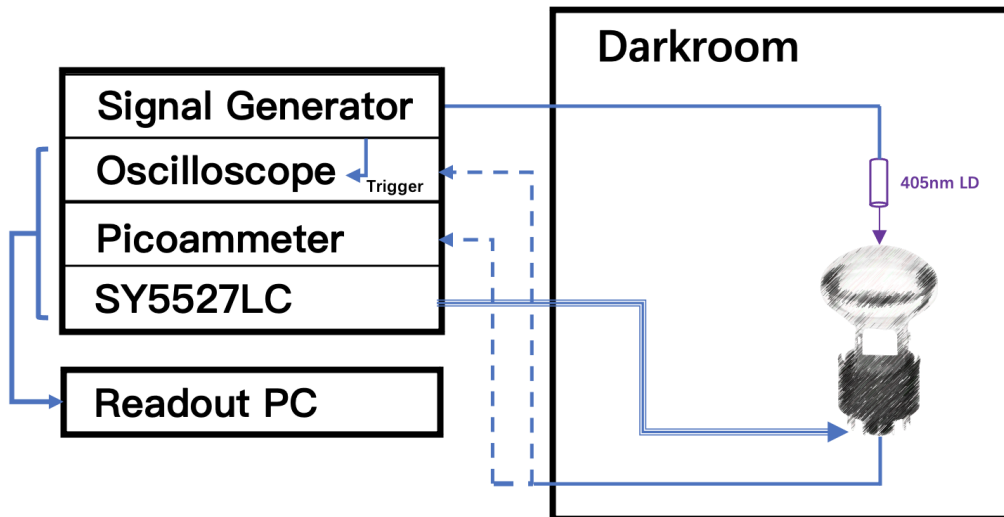 Darkroom
Signal Generator
Oscilloscope
Trigger
Picoammeter
SY5527LC
Readout PC
405nm LD